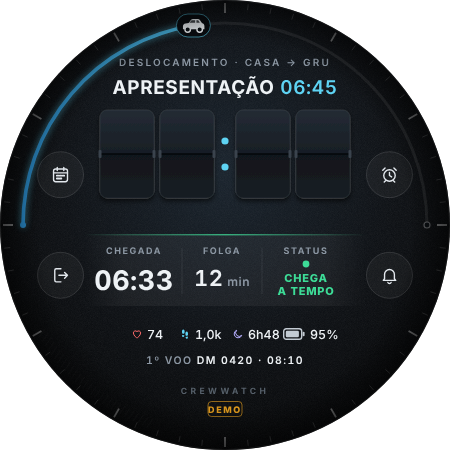 DESLOCAMENTO · CASA → GRU
APRESENTAÇÃO 06:45
:
CHEGADA FOLGA STATUS
06:33 12 min CHEGA
A TEMPO
74 1,0k 6h48 95%
1º VOO DM 0420 · 08:10
CREWWATCH
DEMO